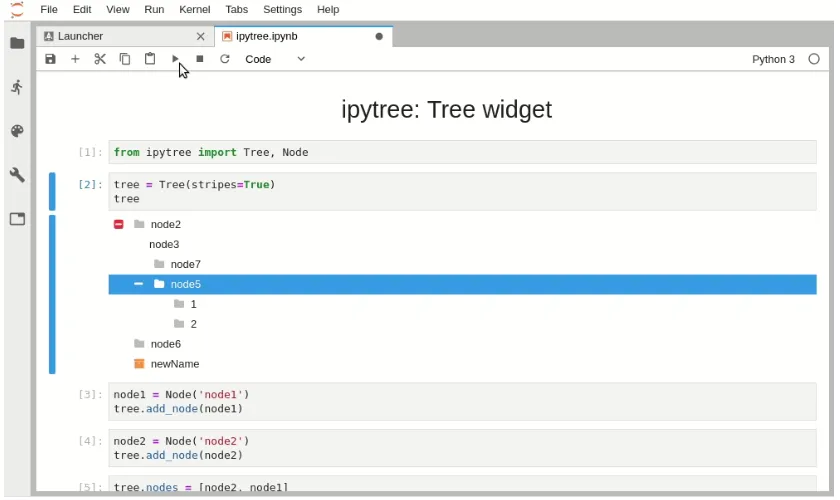 File Edit View Run Kernel Tabs Settings Help
Launcher
ipytree.ipynb
Code
Python 3
ipytree: Tree widget
[1]: from ipytree import Tree, Node
[2]: tree = Tree(stripes=True)
tree
node2
node3
node7
node5
1
2
node6
newName
[3]: node1 = Node('node1')
tree.add_node(node1)
[4]: node2 = Node('node2')
tree.add_node(node2)
[5]: tree.nodes = [node2, node1]